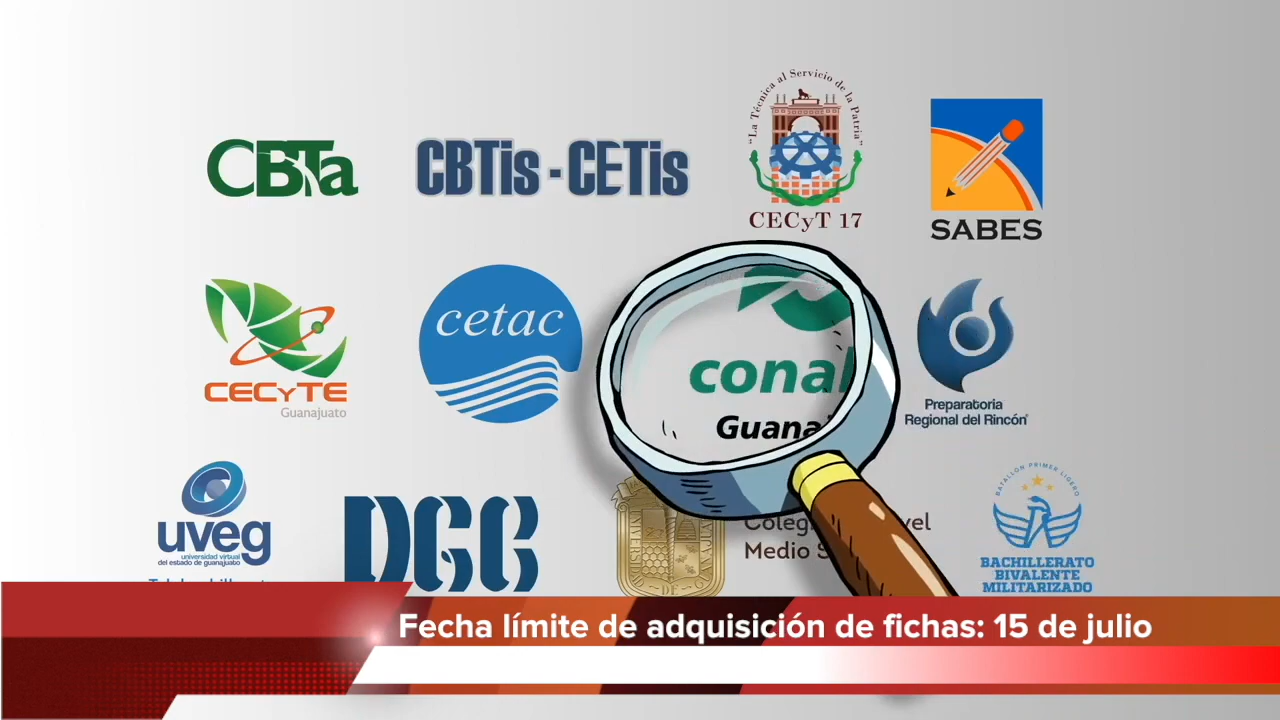 CBTa
CBTis - CETis
"La Técnica al Servicio de la Patria"
CECyT 17
SABES
CECyTE
Guanajuato
cetac
conal
Guana
Preparatoria
Regional del Rincón
uveg
universidad virtual
del estado de guanajuato
DGB
Coleg vel
Medio S
BATALLÓN PRIMER LIGERO
BACHILLERATO
BIVALENTE
MILITARIZADO
Fecha límite de adquisición de fichas: 15 de julio